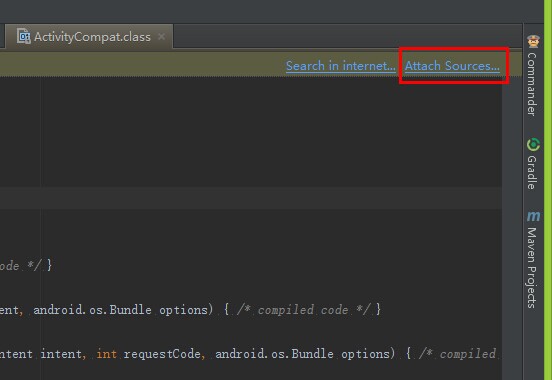 ActivityCompat.class
Search in internet... Attach Sources...
Commander
Gradle
Maven Projects
ode */ }
ent, android.os.Bundle options) { /* compiled code */ }
ntent intent, int requestCode, android.os.Bundle options) { /* compiled